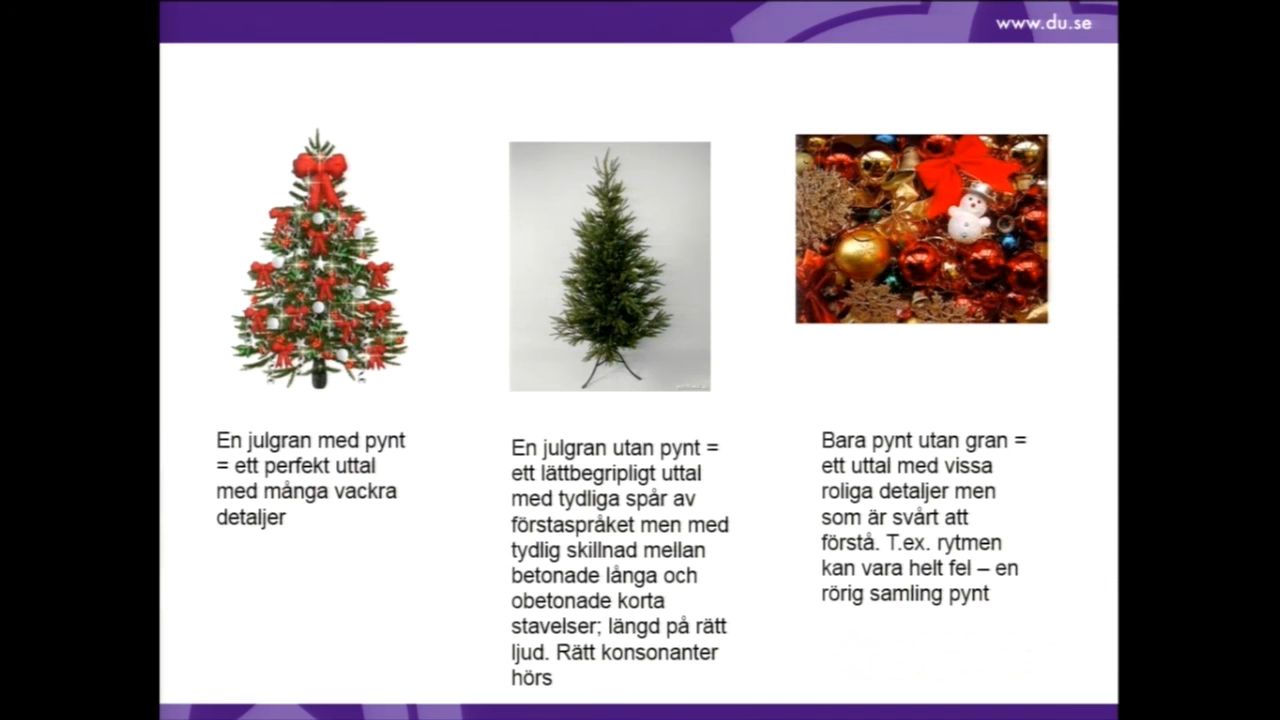 www.du.se
En julgran med pynt
= ett perfekt uttal
med många vackra
detaljer
En julgran utan pynt =
ett lättbegripligt uttal
med tydliga spår av
förstaspråket men med
tydlig skillnad mellan
betonade långa och
obetonade korta
stavelser; längd på rätt
ljud. Rätt konsonanter
hörs
Bara pynt utan gran =
ett uttal med vissa
roliga detaljer men
som är svårt att
förstå. T.ex. rytmen
kan vara helt fel – en
rörig samling pynt